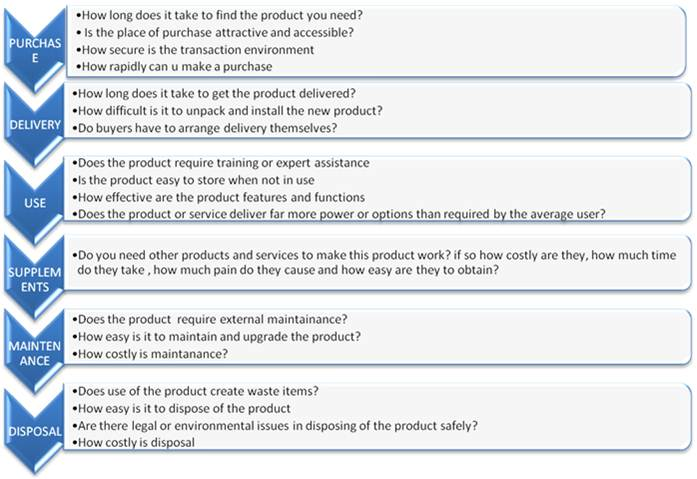 PURCHAS
E
•How long does it take to find the product you need?
• Is the place of purchase attractive and accessible?
•How secure is the transaction environment
•How rapidly can u make a purchase
DELIVERY
•How long does it take to get the product delivered?
•How difficult is it to unpack and install the new product?
•Do buyers have to arrange delivery themselves?
USE
•Does the product require training or expert assistance
•Is the product easy to store when not in use
•How effective are the product features and functions
•Does the product or service deliver far more power or options than required by the average user?
SUPPLEM
ENTS
•Do you need other products and services to make this product work? if so how costly are they, how much time
do they take , how much pain do they cause and how easy are they to obtain?
MAINTEN
ANCE
•Does the product  require external maintainance?
•How easy is it to maintain and upgrade the product?
•How costly is maintanance?
DISPOSAL
•Does use of the product create waste items?
•How easy is it to dispose of the product
•Are there legal or environmental issues in disposing of the product safely?
•How costly is disposal